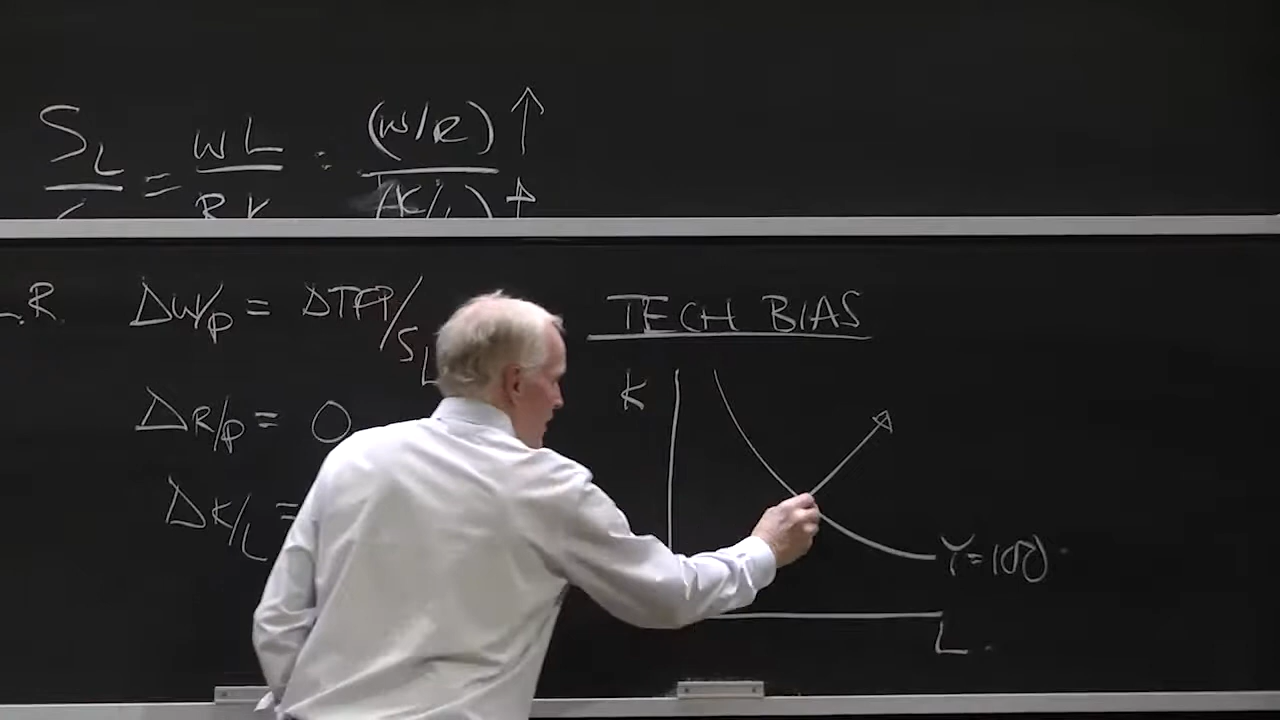 S_L/ = WL/RK : (W/R)↑/(K/L)↑
L.R. ΔW/P = ΔTFP/S_L
ΔR/P = 0
ΔK/L =
TECH BIAS
K
Y=100
L.